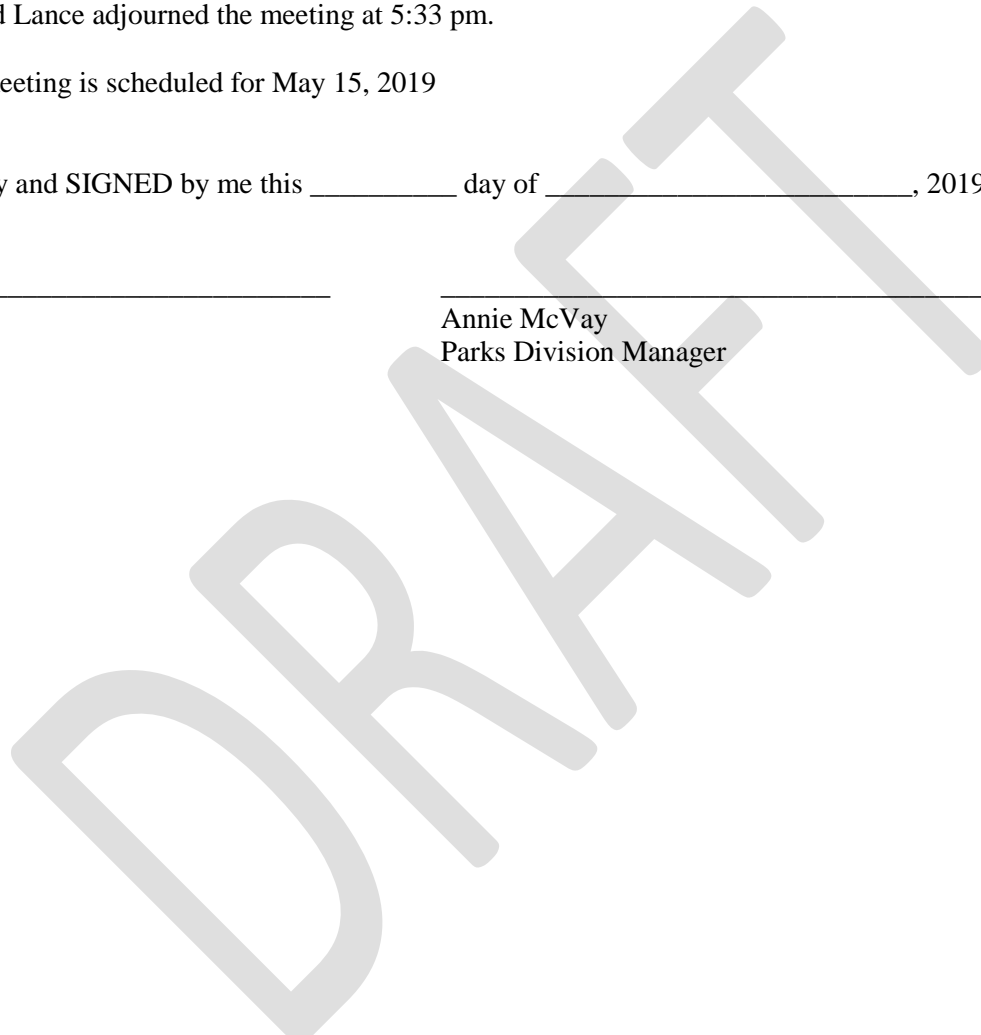 d Lance adjourned the meeting at 5:33 pm.
eeting is scheduled for May 15, 2019
y and SIGNED by me this __________ day of _________________________, 2019
Annie McVay
Parks Division Manager
DRAFT